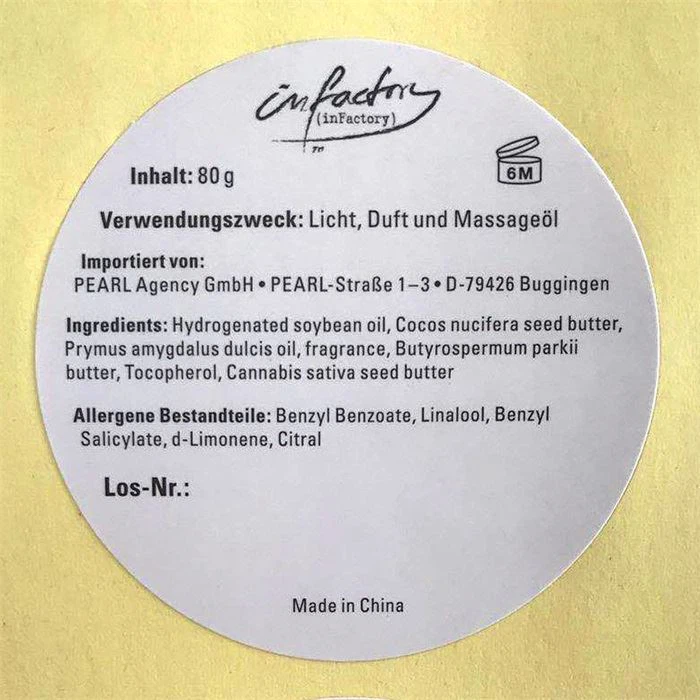 infactory
(inFactory)
TM
Inhalt: 80 g
6M
Verwendungszweck: Licht, Duft und Massageöl
Importiert von:
PEARL Agency GmbH • PEARL-Straße 1–3 • D-79426 Buggingen
Ingredients: Hydrogenated soybean oil, Cocos nucifera seed butter,
Prymus amygdalus dulcis oil, fragrance, Butyrospermum parkii
butter, Tocopherol, Cannabis sativa seed butter
Allergene Bestandteile: Benzyl Benzoate, Linalool, Benzyl
Salicylate, d-Limonene, Citral
Los-Nr.:
Made in China